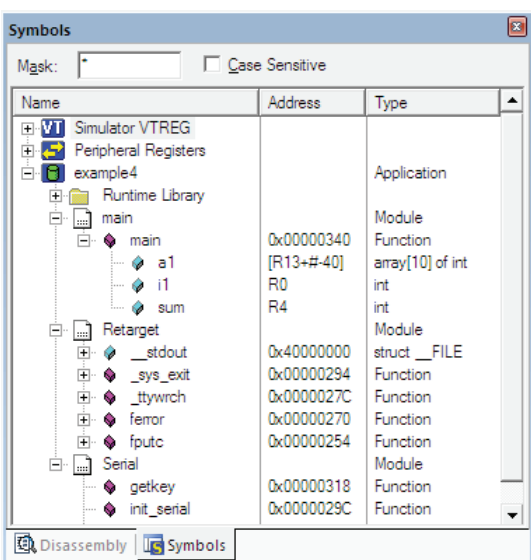 Symbols
Mask: * Case Sensitive
Name Address Type
VT Simulator VTREG
Peripheral Registers
example4 Application
Runtime Library
main Module
main 0x00000340 Function
a1 [R13+#-40] array[10] of int
i1 R0 int
sum R4 int
Retarget Module
__stdout 0x40000000 struct __FILE
_sys_exit 0x00000294 Function
_ttywrch 0x0000027C Function
ferror 0x00000270 Function
fputc 0x00000254 Function
Serial Module
getkey 0x00000318 Function
init_serial 0x0000029C Function
Disassembly Symbols